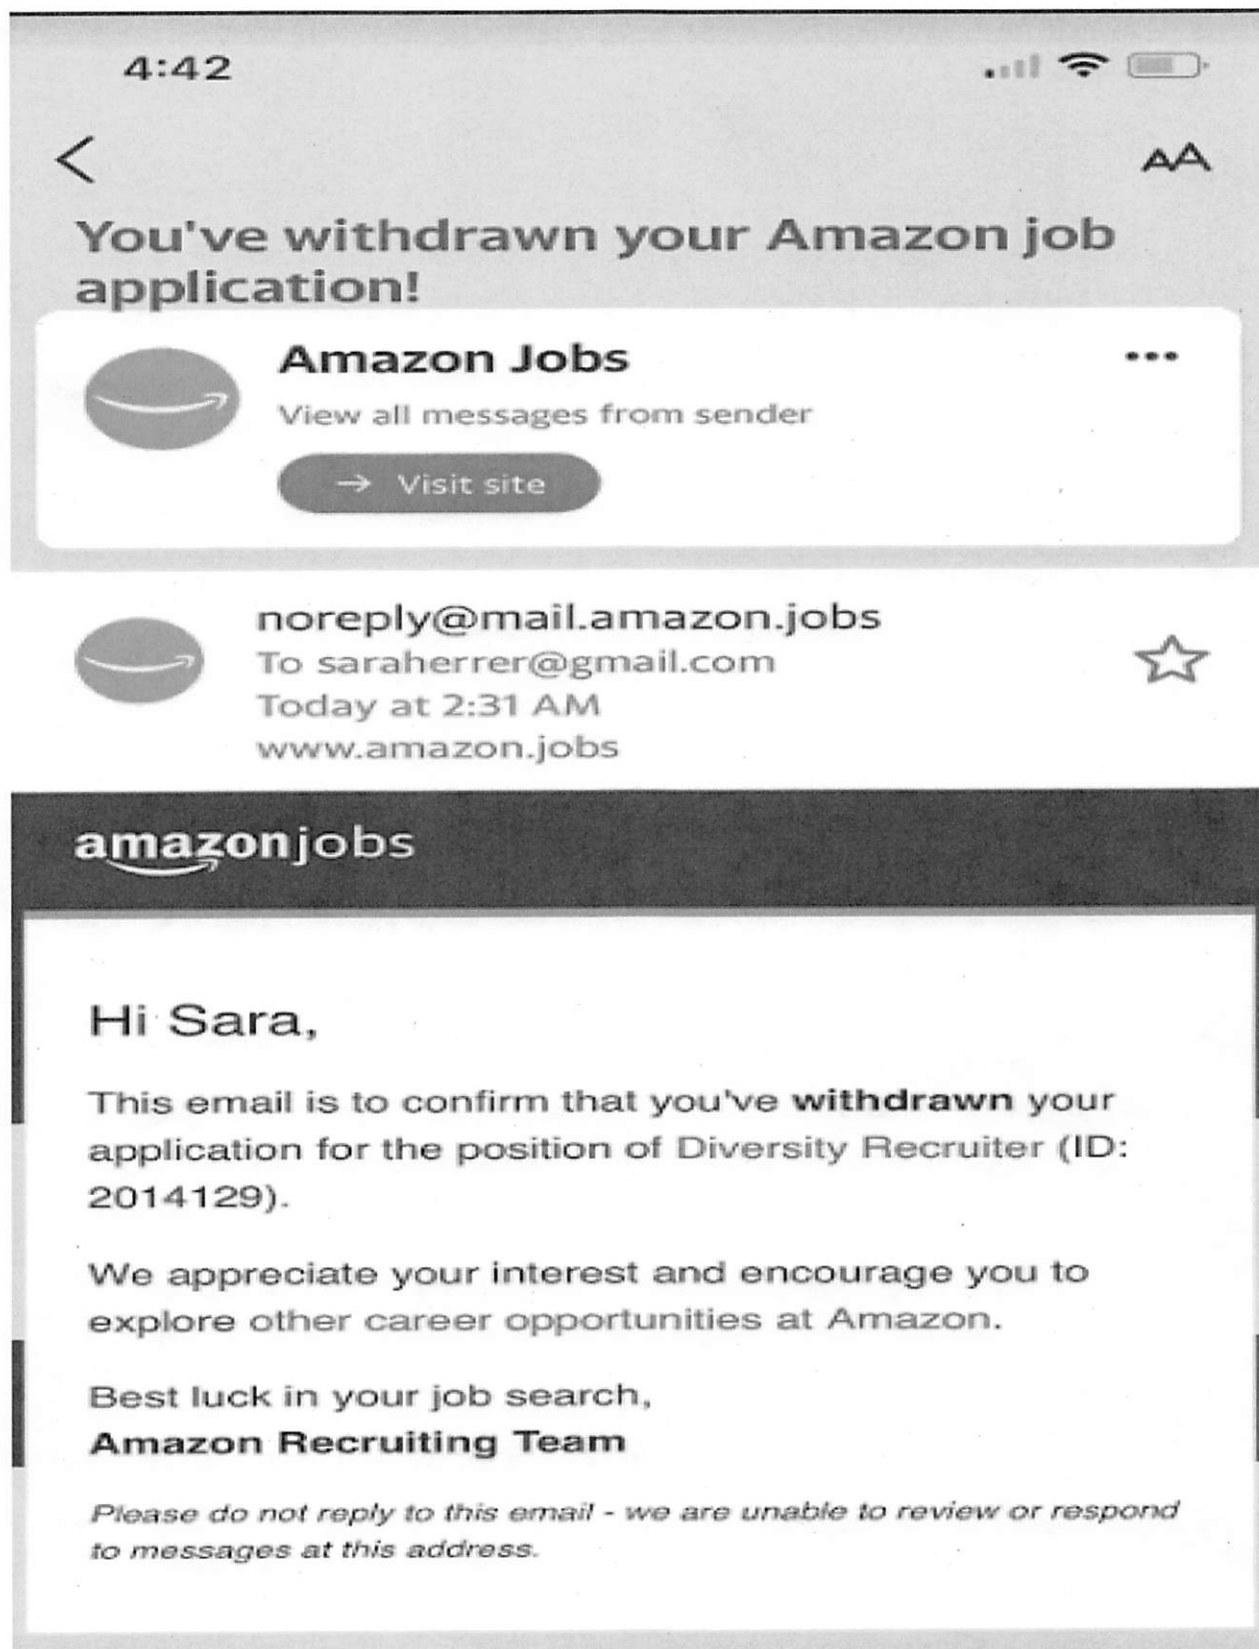 4:42
AA
You've withdrawn your Amazon job
application!
Amazon Jobs
View all messages from sender
→ Visit site
noreply@mail.amazon.jobs
To saraherrer@gmail.com
Today at 2:31 AM
www.amazon.jobs
amazonjobs
Hi Sara,
This email is to confirm that you've withdrawn your
application for the position of Diversity Recruiter (ID:
2014129).
We appreciate your interest and encourage you to
explore other career opportunities at Amazon.
Best luck in your job search,
Amazon Recruiting Team
Please do not reply to this email - we are unable to review or respond
to messages at this address.